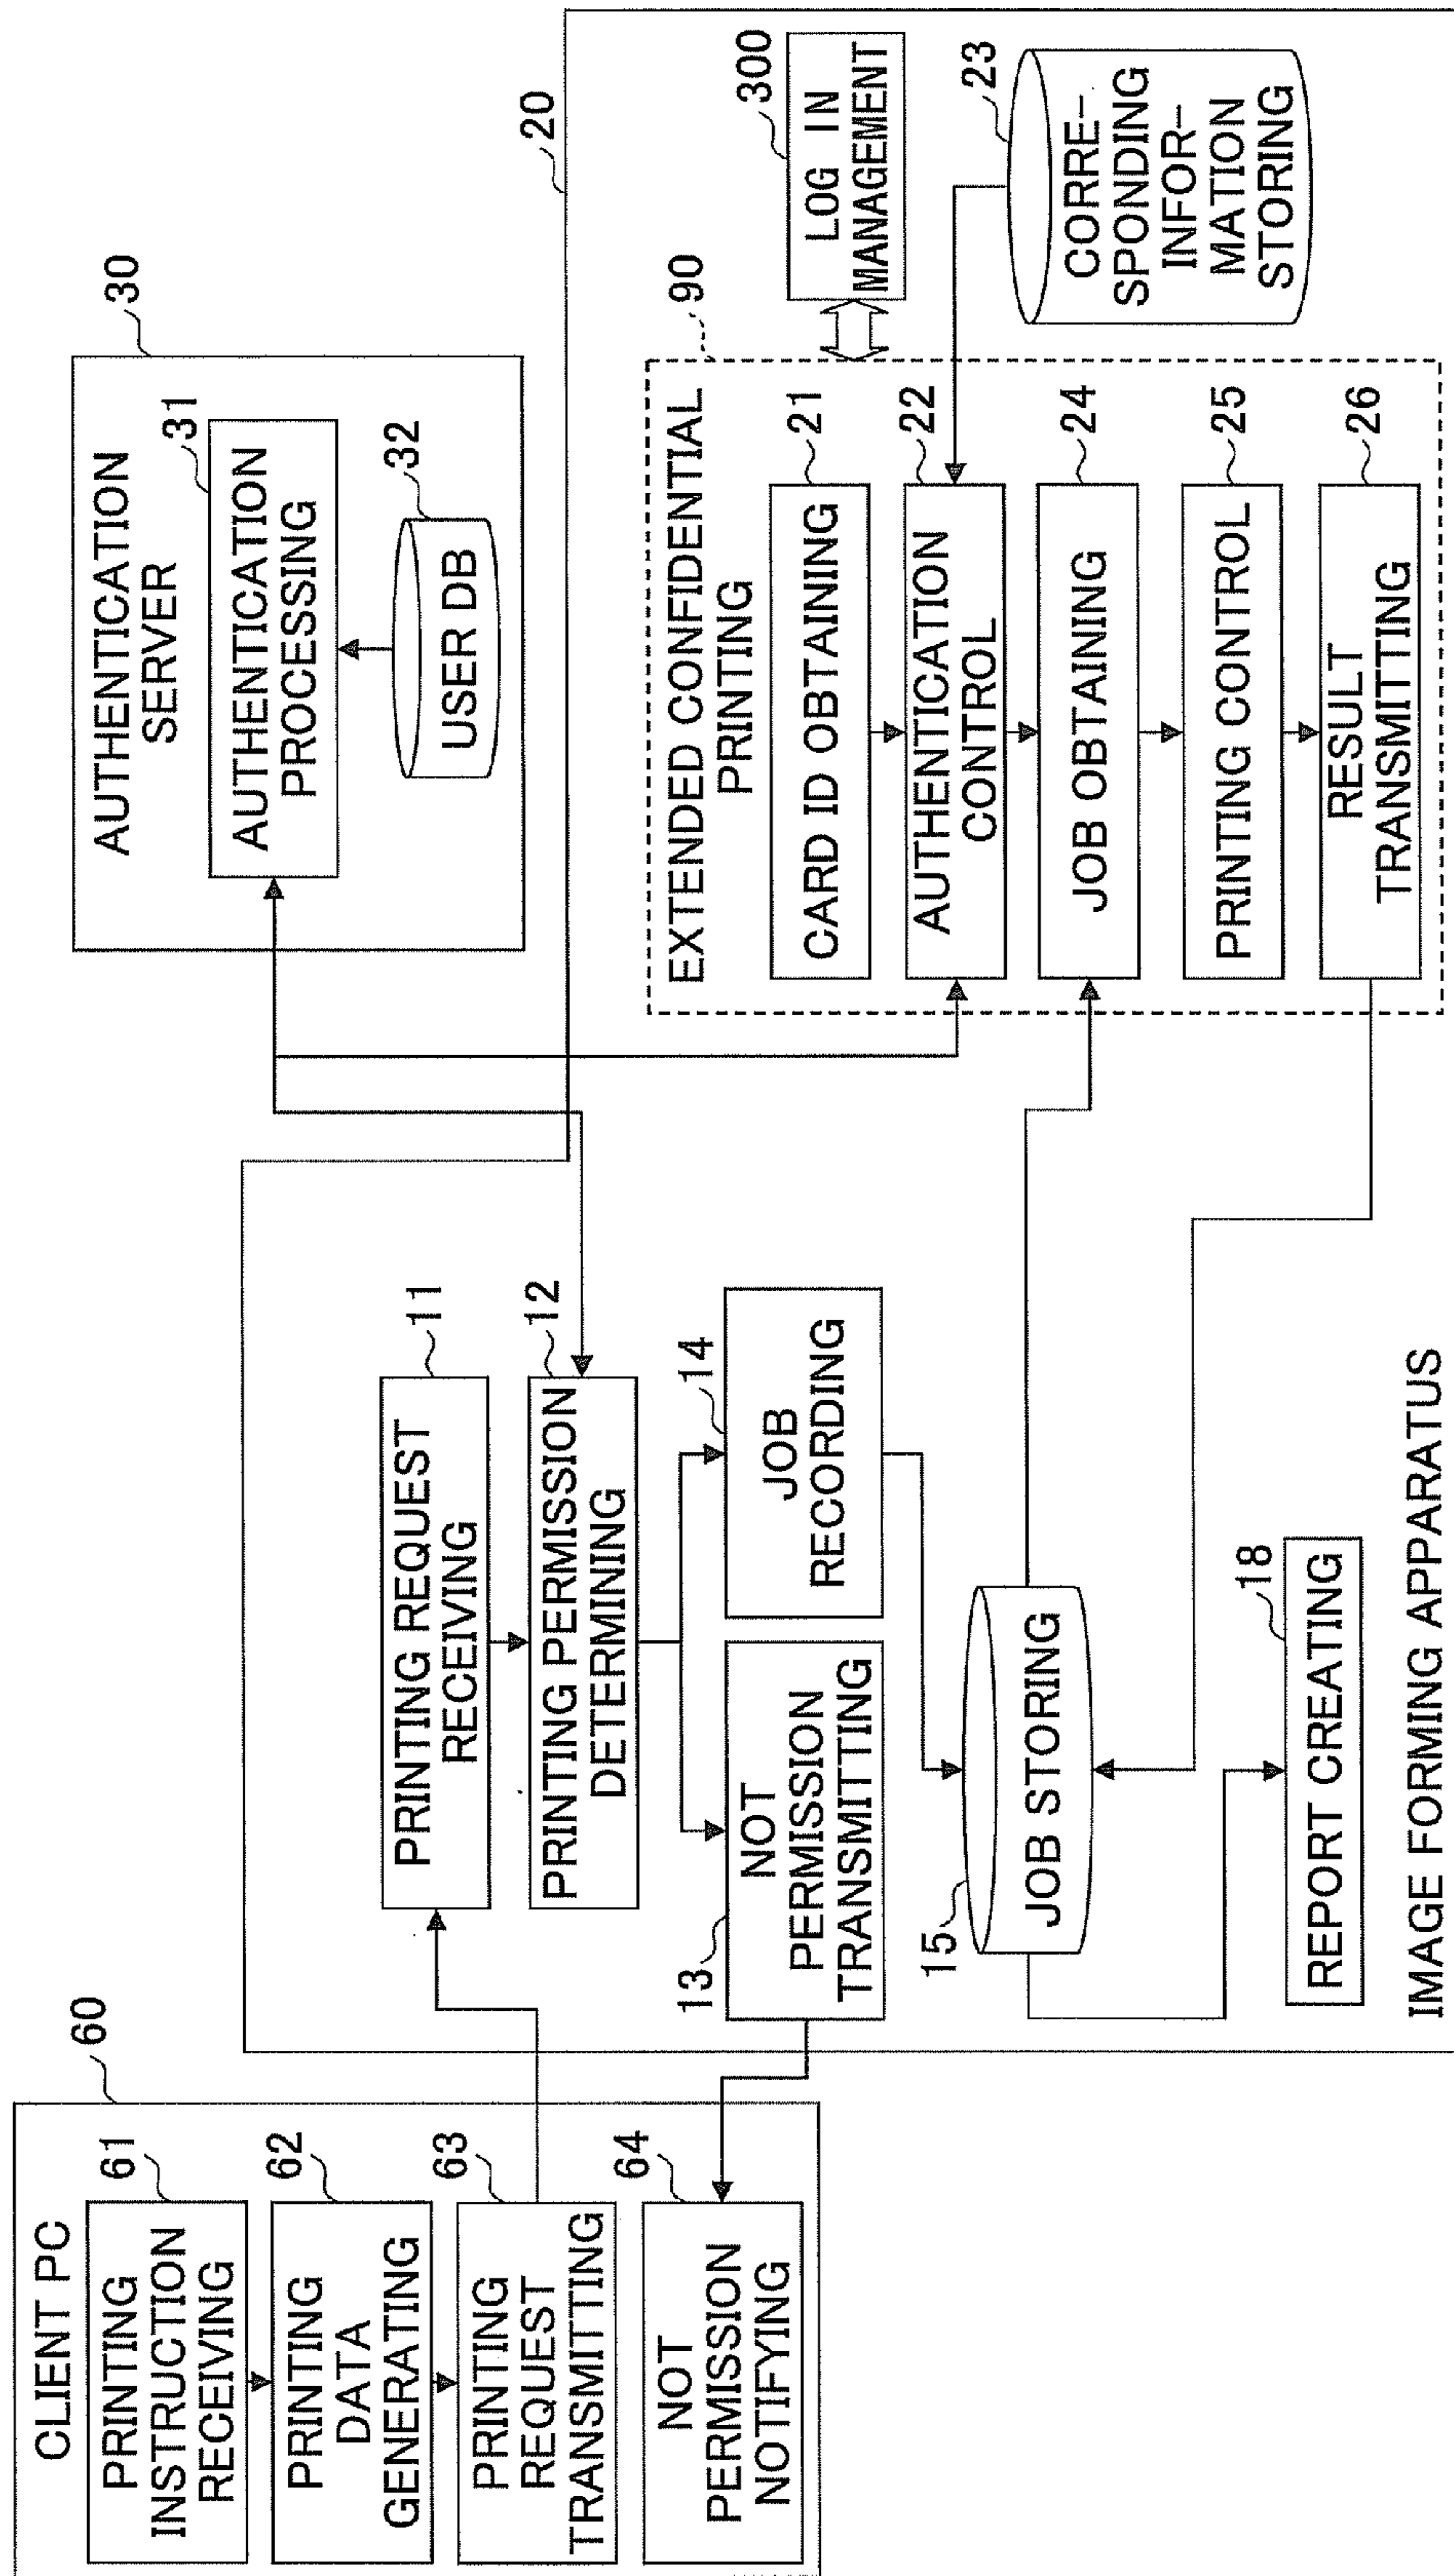 CLIENT PC
60
PRINTING
INSTRUCTION
RECEIVING
61
PRINTING
DATA
GENERATING
62
PRINTING
REQUEST
TRANSMITTING
63
NOT
PERMISSION
NOTIFYING
64
PRINTING REQUEST
RECEIVING
11
PRINTING PERMISSION
DETERMINING
12
NOT
PERMISSION
TRANSMITTING
13
JOB
RECORDING
14
JOB STORING
15
REPORT CREATING
18
IMAGE FORMING APPARATUS
AUTHENTICATION
SERVER
30
AUTHENTICATION
PROCESSING
31
USER DB
32
20
EXTENDED CONFIDENTIAL
PRINTING
90
CARD ID OBTAINING
21
AUTHENTICATION
CONTROL
22
JOB OBTAINING
24
PRINTING CONTROL
25
RESULT
TRANSMITTING
26
LOG IN
MANAGEMENT
300
CORRE-
SPONDING
INFOR-
MATION
STORING
23